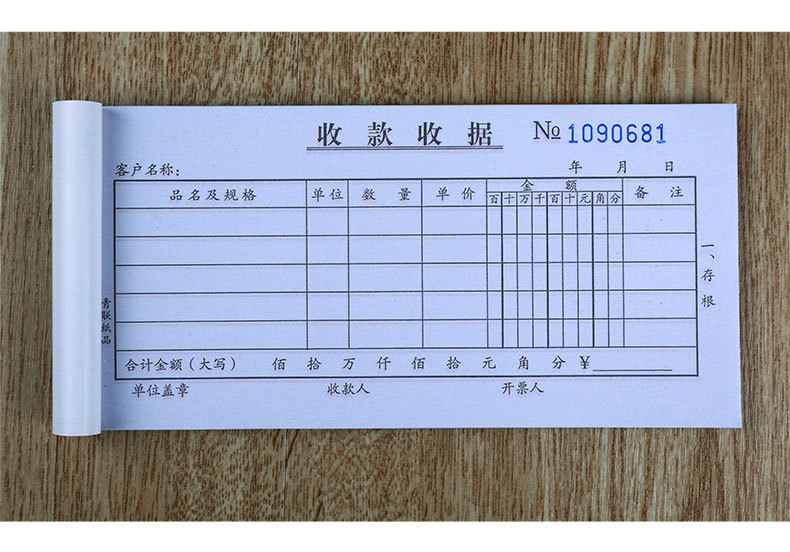 收款收据 № 1090681
客户名称： 年 月 日
品名及规格 单位 数量 单价 金额 备注
百 十 万 千 百 十 元 角 分
一、存根
青联纸品
合计金额（大写） 佰 拾 万 仟 佰 拾 元 角 分 ¥
单位盖章 收款人 开票人